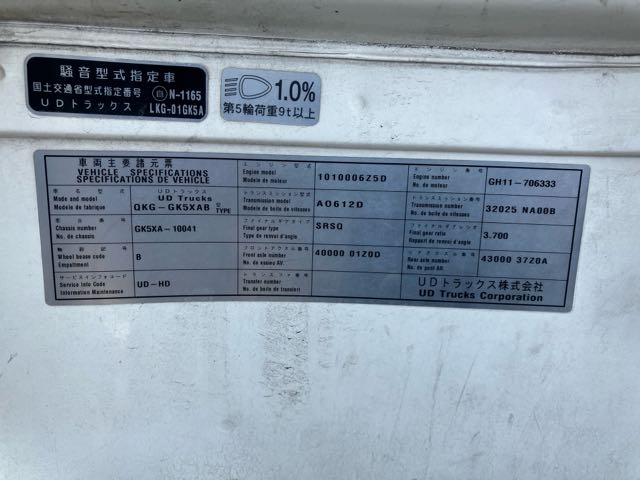 騒音型式指定車
国土交通省型式指定番号 自 N-1165
UDトラックス LKG-01GK5A
1.0%
第5輪荷重9t以上
車両主要諸元票
VEHICLE SPECIFICATIONS
SPECIFICATIONS DE VEHICLE
車名及び型式 UDトラックス
Made and model UD Trucks
Modele de fabrique QKG-GK5XAB 型 TYPE
車台番号
Chassis number GK5XA-10041
No. de chassis
軸距記号
Wheel base code B
Empattement
サービスインフォコード
Service Info Code UD-HD
Information Maintenance
エンジン型式
Engine model 1010006Z5D
Modele de moteur
トランスミッション型式
Transmission model AO612D
Modele de boite de vitesses
ファイナルギアタイプ
Final gear type SRSQ
Type de renvoi d'angle
フロントアクスル番号
Front axle number 40000 01Z0D
No. de essieu AV.
トランスファ番号
Transfer number
No. de boite de transfert
エンジン番号
Engine number GH11-706333
No. de moteur
トランスミッション番号
Transmission number 32025 NA00B
No. de boite de vitesses
ファイナルギアレシオ
Final gear ratio 3.700
Rapport de renvoi d'angle
リアアクスル番号
Rear axle number 43000 37Z0A
No. de pont AR.
UDトラックス株式会社
UD Trucks Corporation